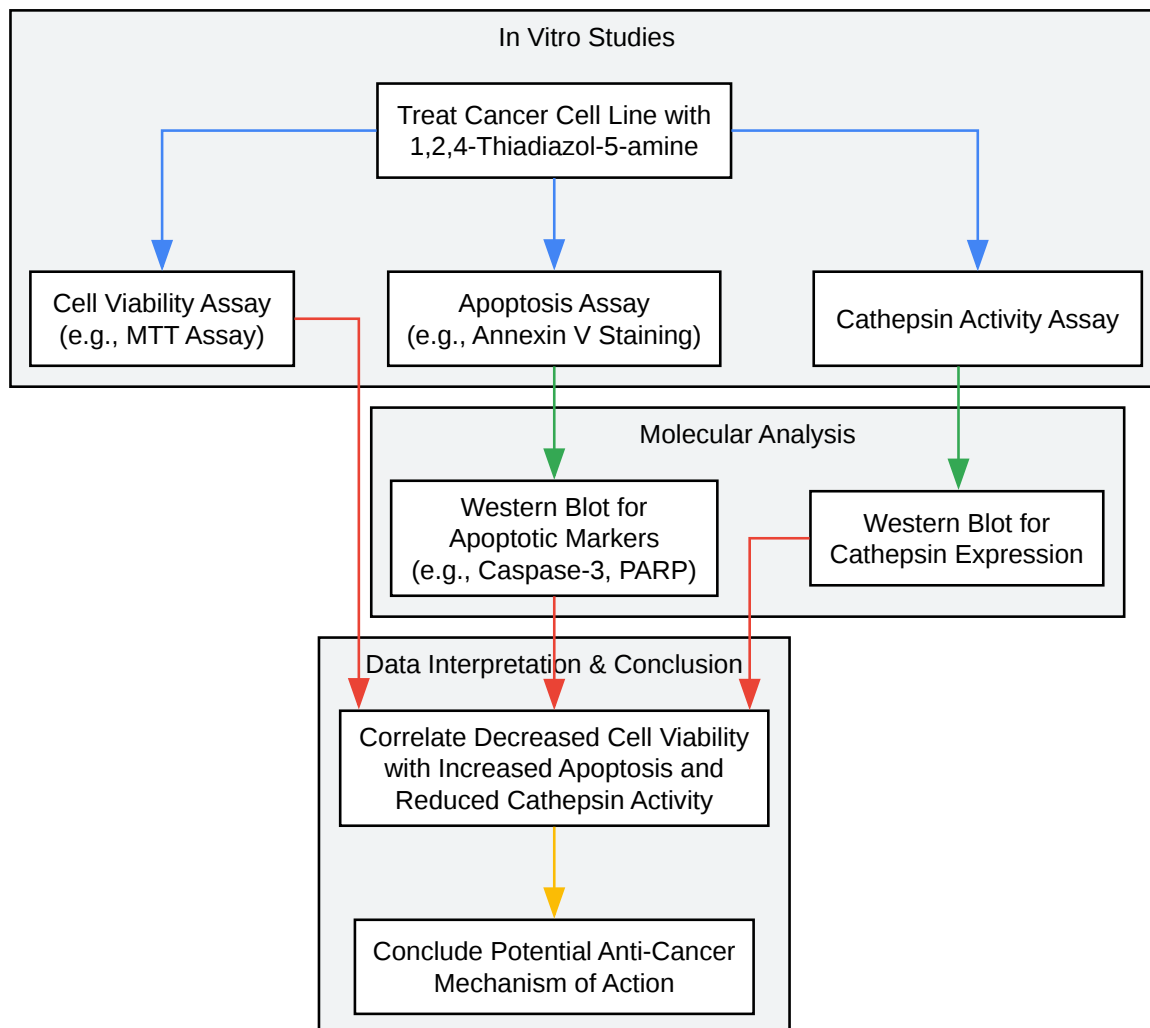 In Vitro Studies
Treat Cancer Cell Line with
1,2,4-Thiadiazol-5-amine
Cell Viability Assay
(e.g., MTT Assay)
Apoptosis Assay
(e.g., Annexin V Staining)
Cathepsin Activity Assay
Molecular Analysis
Western Blot for
Apoptotic Markers
(e.g., Caspase-3, PARP)
Western Blot for
Cathepsin Expression
Data Interpretation & Conclusion
Correlate Decreased Cell Viability
with Increased Apoptosis and
Reduced Cathepsin Activity
Conclude Potential Anti-Cancer
Mechanism of Action